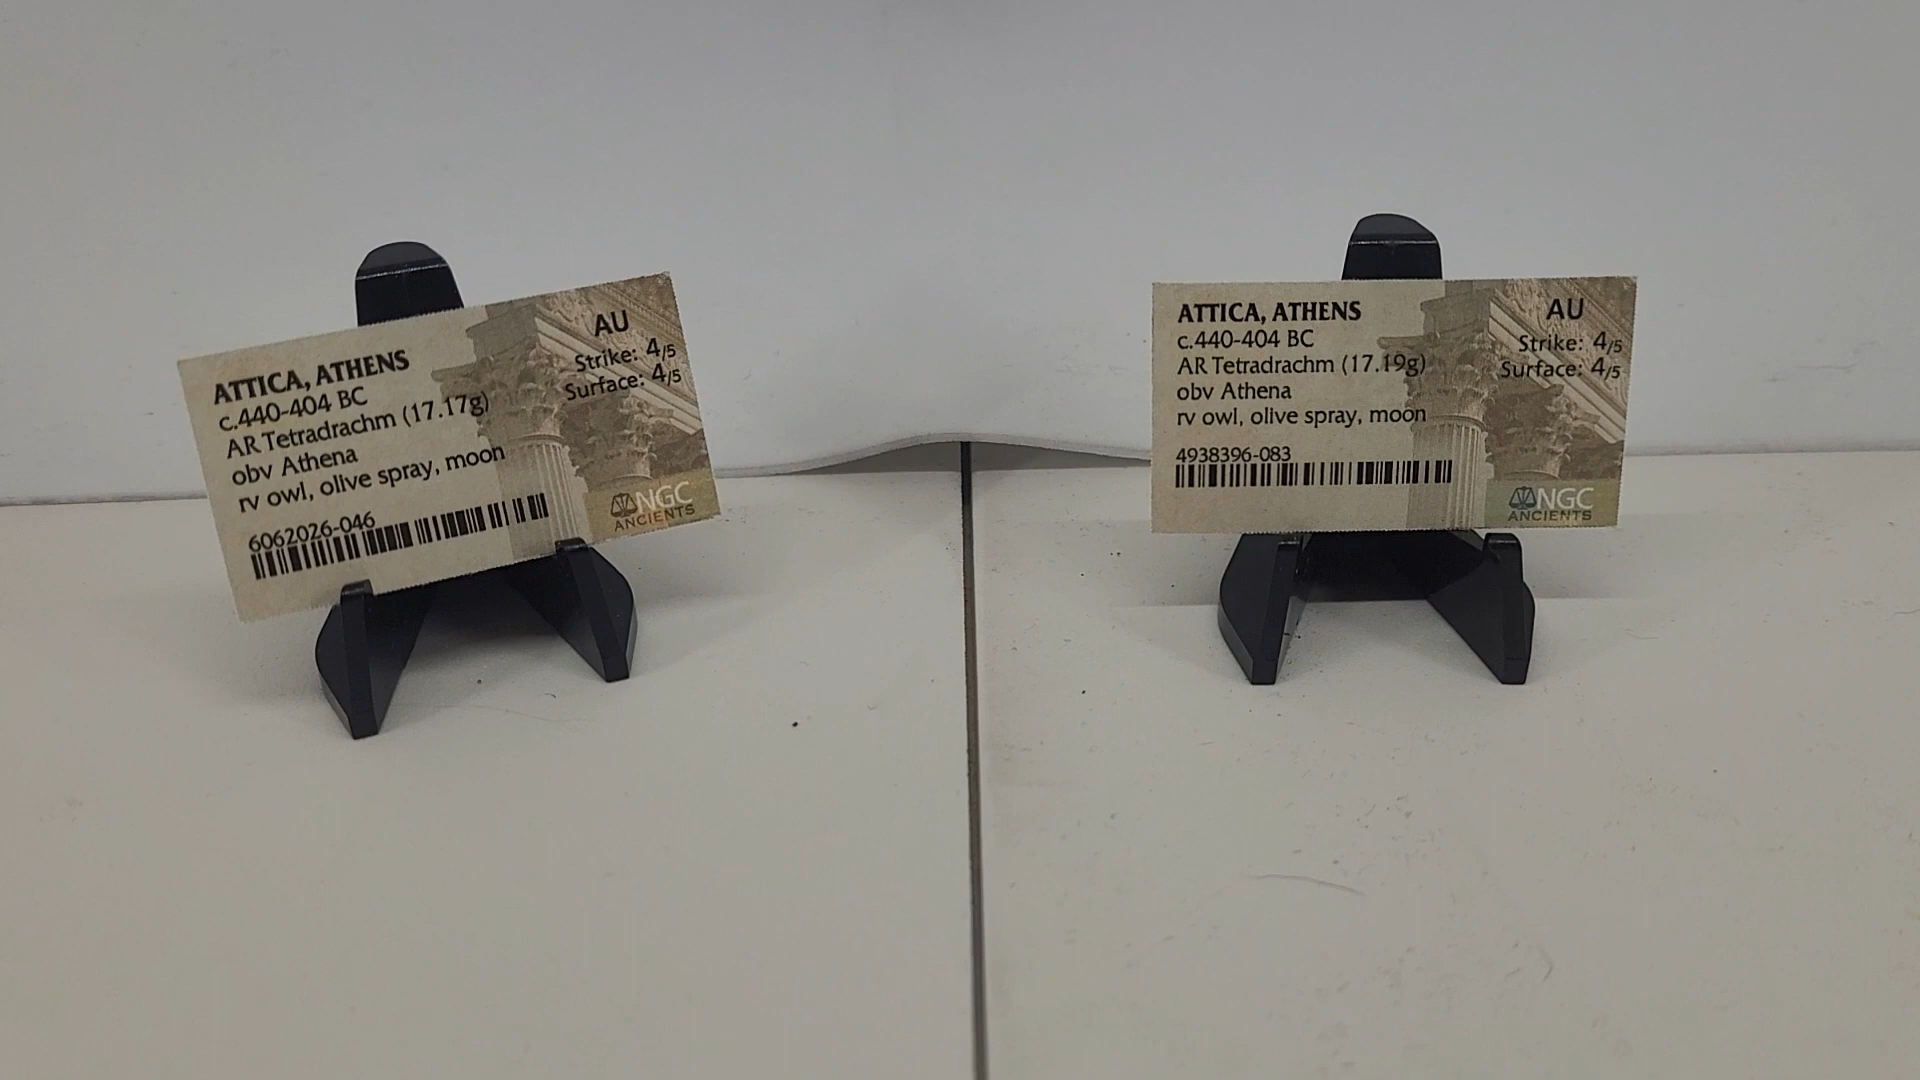 ATTICA, ATHENS
c.440-404 BC
AR Tetradrachm (17.17g)
obv Athena
rv owl, olive spray, moon
6062026-046
AU
Strike: 4/5
Surface: 4/5
NGC
ANCIENTS
ATTICA, ATHENS
c.440-404 BC
AR Tetradrachm (17.19g)
obv Athena
rv owl, olive spray, moon
4938396-083
AU
Strike: 4/5
Surface: 4/5
NGC
ANCIENTS